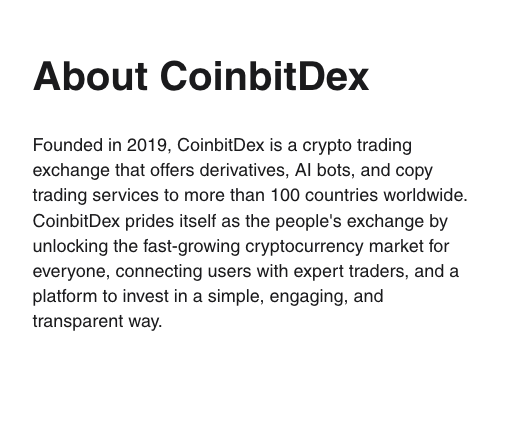 About CoinbitDex
Founded in 2019, CoinbitDex is a crypto trading
exchange that offers derivatives, AI bots, and copy
trading services to more than 100 countries worldwide.
CoinbitDex prides itself as the people's exchange by
unlocking the fast-growing cryptocurrency market for
everyone, connecting users with expert traders, and a
platform to invest in a simple, engaging, and
transparent way.